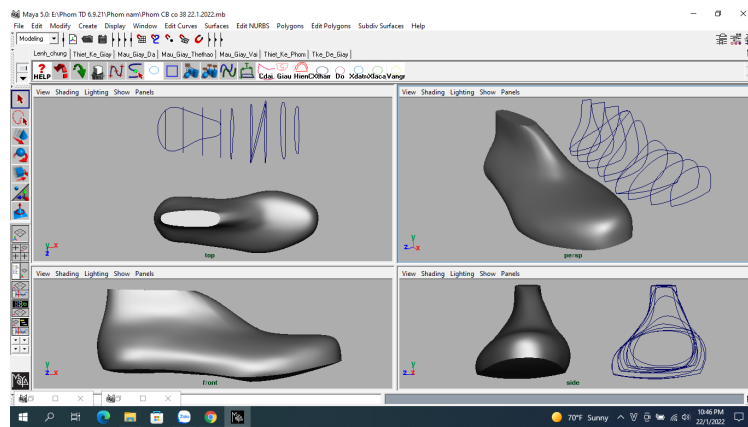 Maya 5.0: E:\Phom TD 6.9.21\Phom nam\Phom CB co 38 22.1.2022.mb
File Edit Modify Create Display Window Edit Curves Surfaces Edit NURBS Polygons Edit Polygons Subdiv Surfaces Help
Modeling
Lenh_chung Thiet_Ke_Giay Mau_Giay_Da Mau_Giay_Thethao Mau_Giay_Vai Thiet_Ke_Phom Tke_De_Giay
HELP Cdai. Giau Hien Do
View Shading Lighting Show Panels
View Shading Lighting Show Panels
y x
z
top
y
z x
persp
View Shading Lighting Show Panels
View Shading Lighting Show Panels
y
z x
front
y
z x
side
MAYA
Zalo
70°F Sunny
10:46 PM
22/1/2022